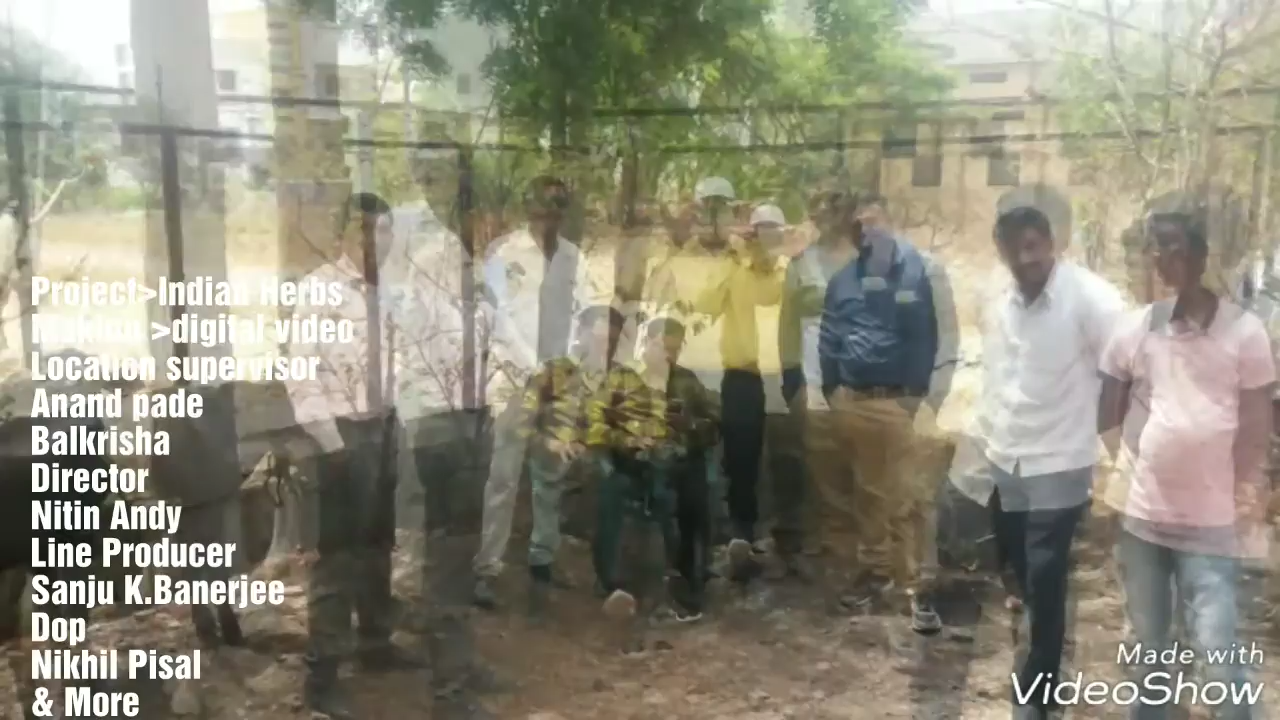 Project>Indian Herbs
Making >digital video
Location supervisor
Anand pade
Balkrisha
Director
Nitin Andy
Line Producer
Sanju K.Banerjee
Dop
Nikhil Pisal
& More
Made with
VideoShow